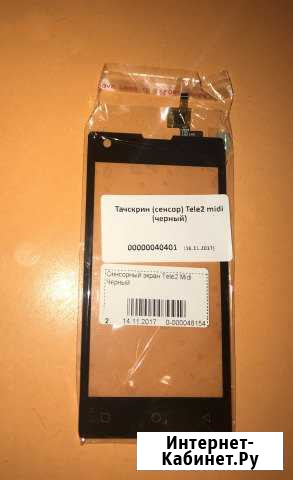 Тачскрин (сенсор) Tele2 midi
(черный)
00000040401 (16.11.2017)
Сенсорный экран Tele2 Midi
Черный
2 14.11.2017 0-000048154
Интернет-
Кабинет.Ру